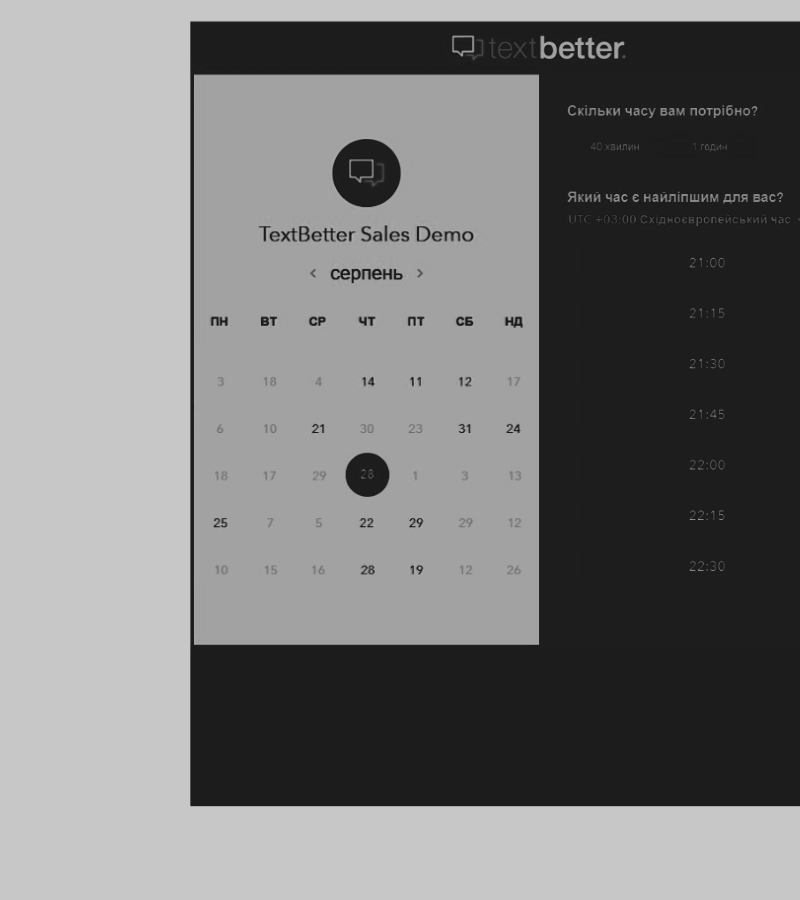 textbetter.
TextBetter Sales Demo
< серпень >
ПН ВТ СР ЧТ ПТ СБ НД
3 18 4 14 11 12 17
6 10 21 30 23 31 24
18 17 29 28 1 3 13
25 7 5 22 29 29 12
10 15 16 28 19 12 26
Скільки часу вам потрібно?
40 хвилин 1 годин
Який час є найліпшим для вас?
UTC +03:00 Східноєвропейський час
21:00
21:15
21:30
21:45
22:00
22:15
22:30